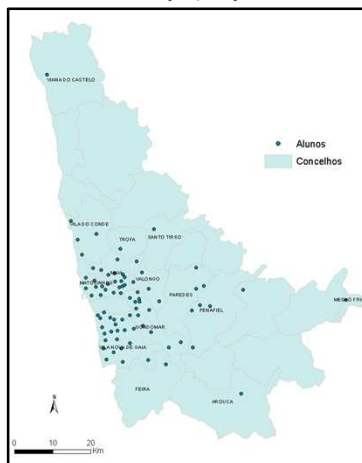 VIANA DO CASTELO
Alunos
Concelhos
VILA DO CONDE
SANTO TIRSO
TROFA
MAIA
VALONGO
MATOSINHOS
PAREDES
PENAFIEL
GONDOMAR
VILA NOVA DE GAIA
FEIRA
AROUCA
N
0 10 20
Km